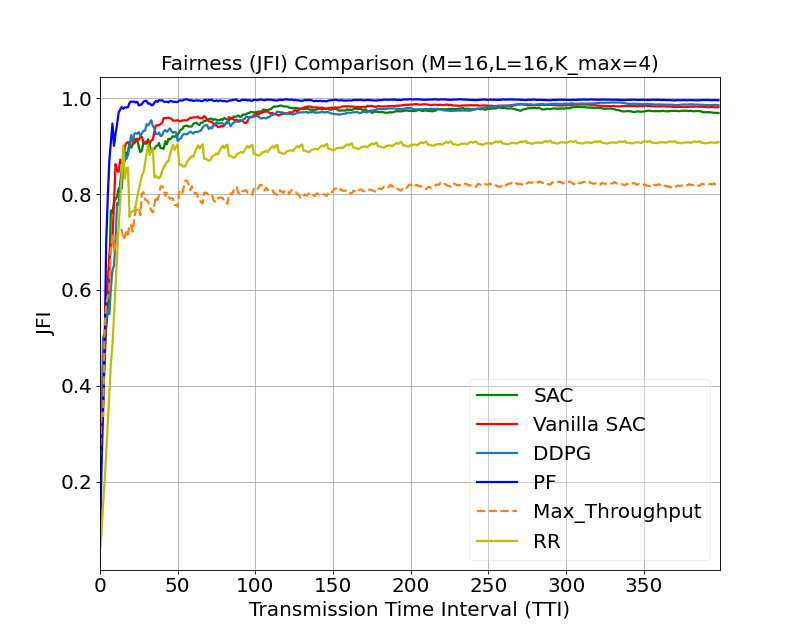 Fairness (JFI) Comparison (M=16,L=16,K_max=4)
1.0
0.8
0.6
0.4
0.2
JFI
SAC
Vanilla SAC
DDPG
PF
Max_Throughput
RR
0 50 100 150 200 250 300 350
Transmission Time Interval (TTI)